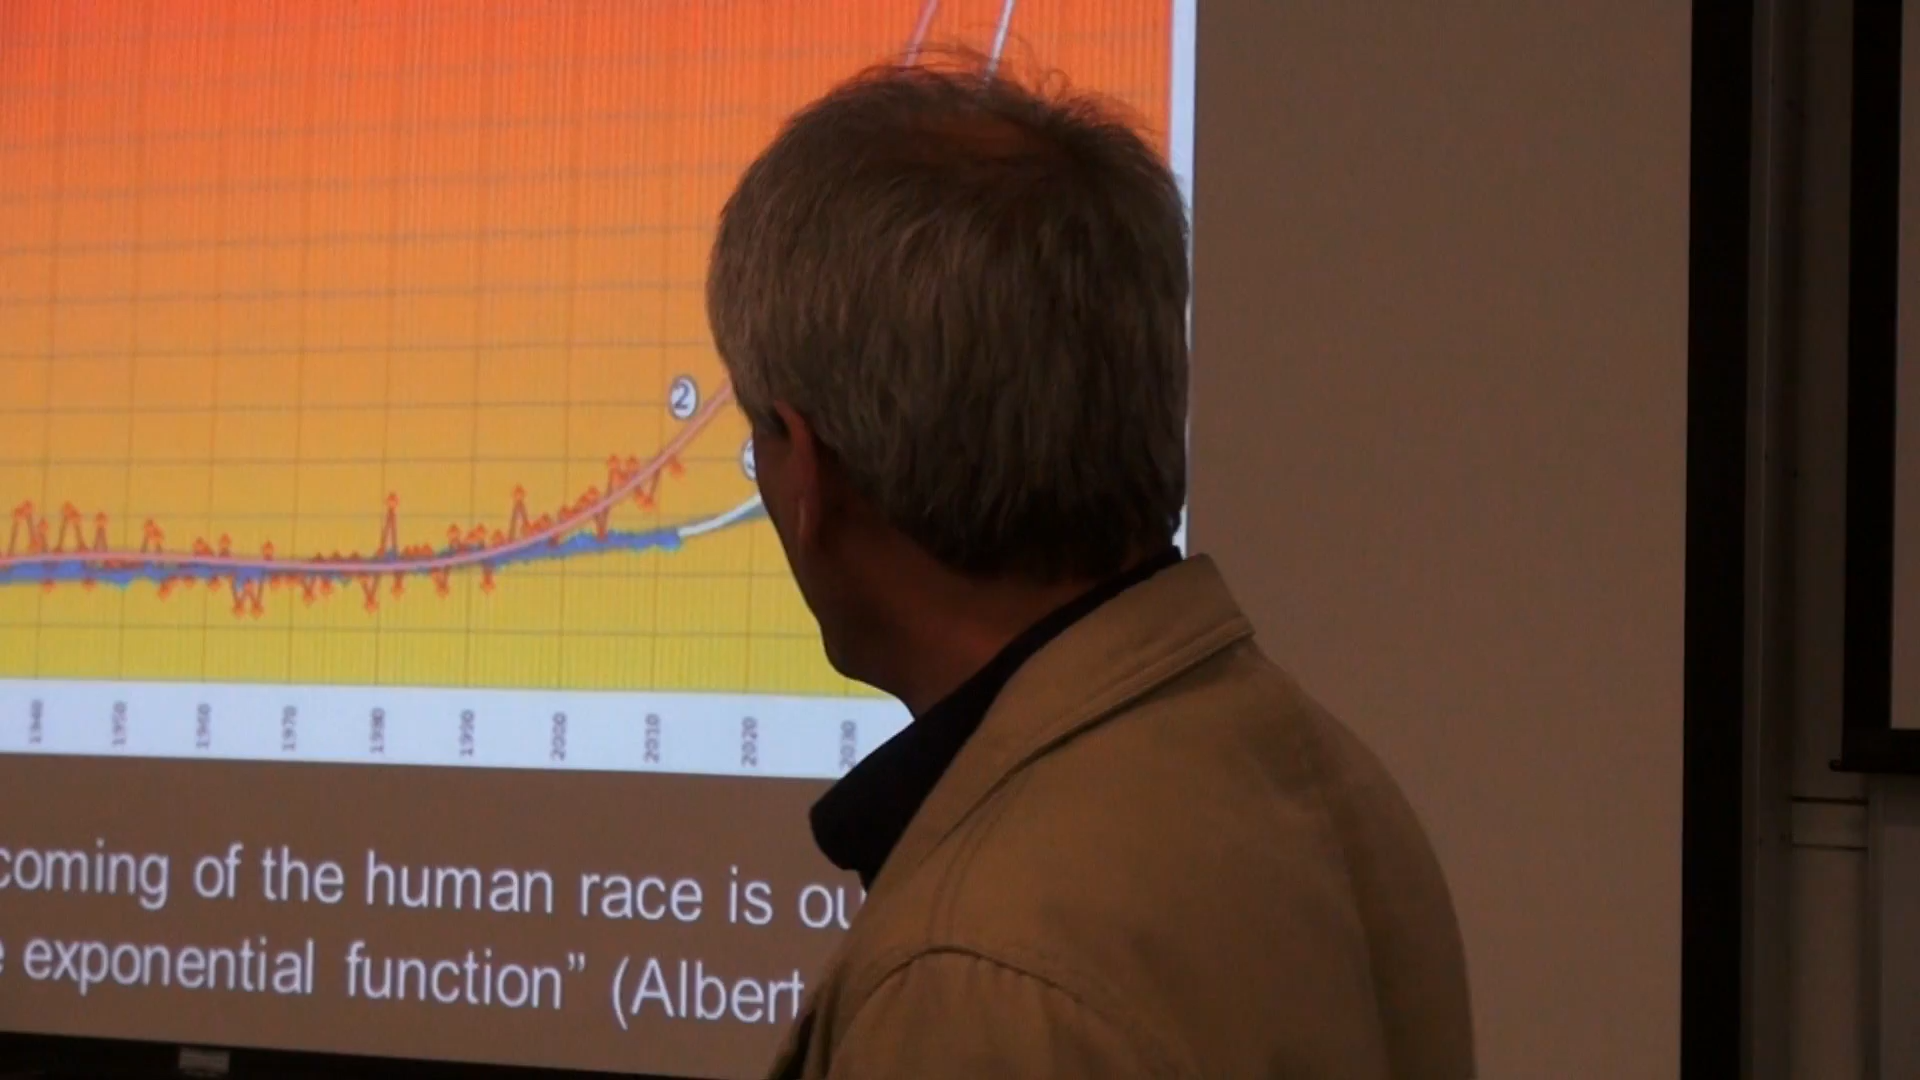 2
1940 1950 1960 1970 1980 1990 2000 2010 2020 2030
coming of the human race is ou
exponential function” (Albert